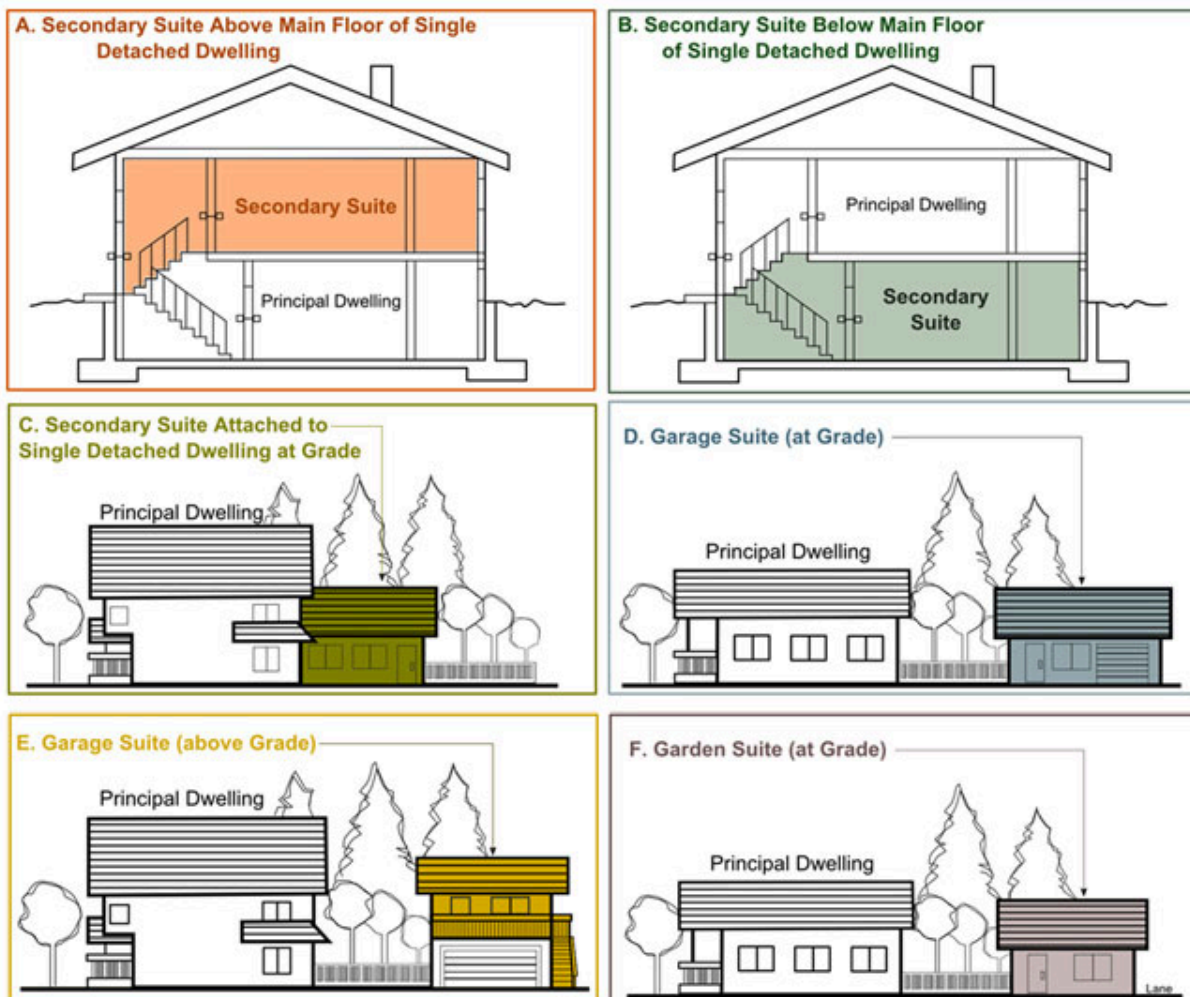 A. Secondary Suite Above Main Floor of Single
Detached Dwelling
Secondary Suite
Principal Dwelling
B. Secondary Suite Below Main Floor
of Single Detached Dwelling
Principal Dwelling
Secondary
Suite
C. Secondary Suite Attached to
Single Detached Dwelling at Grade
Principal Dwelling
D. Garage Suite (at Grade)
Principal Dwelling
E. Garage Suite (above Grade)
Principal Dwelling
F. Garden Suite (at Grade)
Principal Dwelling
Lane